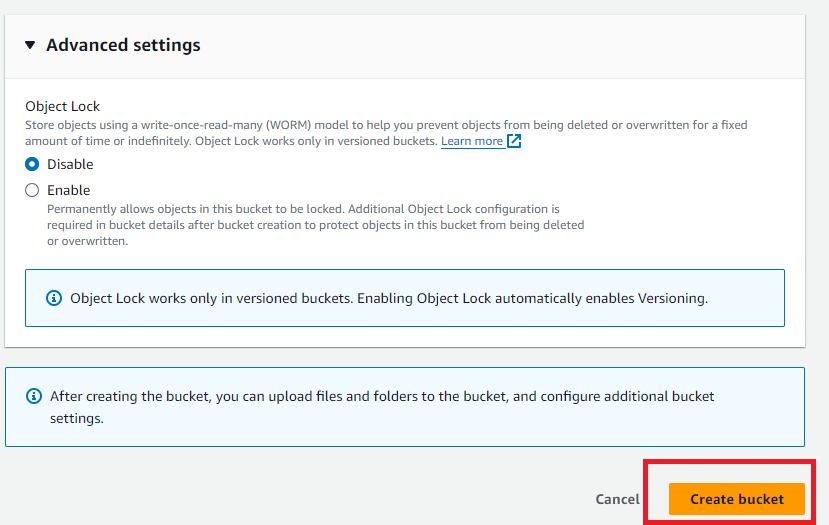 Advanced settings
Object Lock
Store objects using a write-once-read-many (WORM) model to help you prevent objects from being deleted or overwritten for a fixed
amount of time or indefinitely. Object Lock works only in versioned buckets. Learn more
Disable
Enable
Permanently allows objects in this bucket to be locked. Additional Object Lock configuration is
required in bucket details after bucket creation to protect objects in this bucket from being deleted
or overwritten.
Object Lock works only in versioned buckets. Enabling Object Lock automatically enables Versioning.
After creating the bucket, you can upload files and folders to the bucket, and configure additional bucket
settings.
Cancel Create bucket